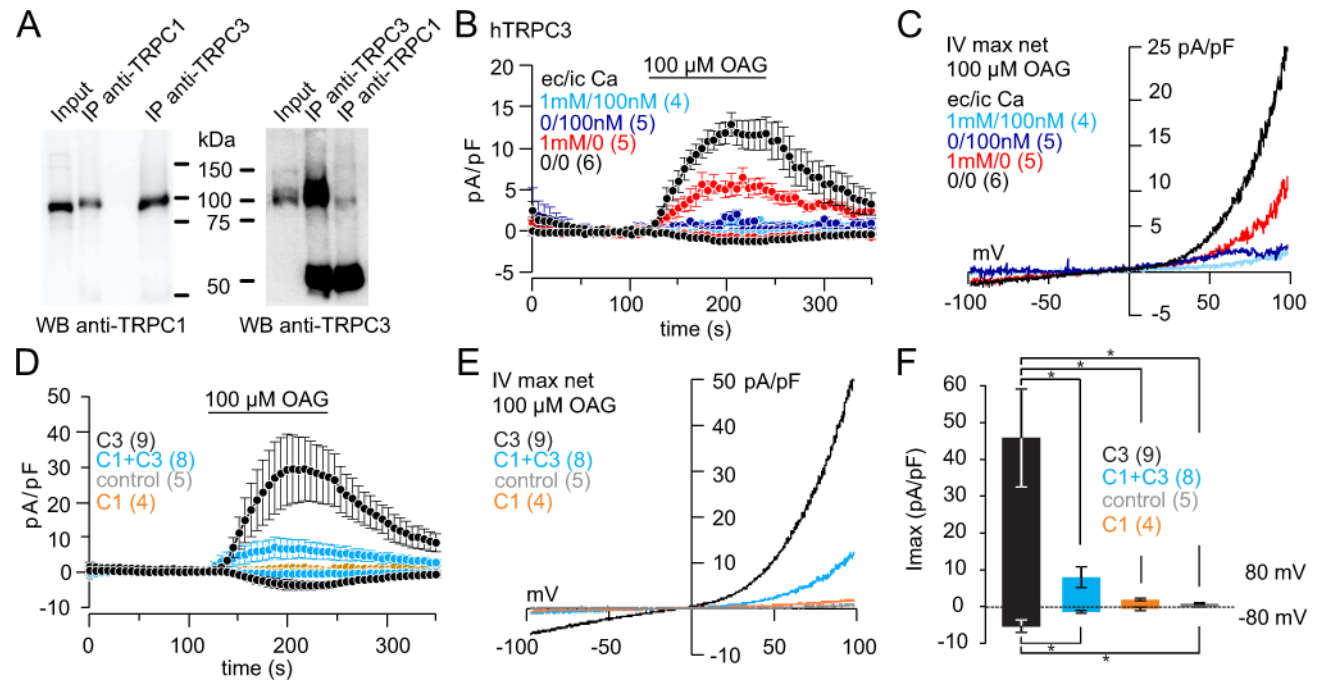 A
Input
IP anti-TRPC1
IP anti-TRPC3
kDa
150
100
75
50
WB anti-TRPC1
Input
IP anti-TRPC3
IP anti-TRPC1
WB anti-TRPC3
B
hTRPC3
100 µM OAG
ec/ic Ca
1mM/100nM (4)
0/100nM (5)
1mM/0 (5)
0/0 (6)
pA/pF
20
15
10
5
0
-5
0
100
200
300
time (s)
C
IV max net
100 µM OAG
ec/ic Ca
1mM/100nM (4)
0/100nM (5)
1mM/0 (5)
0/0 (6)
25 pA/pF
20
15
10
5
-5
mV
-100
-50
50
100
D
100 µM OAG
C3 (9)
C1+C3 (8)
control (5)
C1 (4)
pA/pF
50
40
30
20
10
0
-10
0
100
200
300
time (s)
E
IV max net
100 µM OAG
C3 (9)
C1+C3 (8)
control (5)
C1 (4)
50 pA/pF
40
30
20
10
-10
mV
-100
-50
50
100
F
*
*
*
C3 (9)
C1+C3 (8)
control (5)
C1 (4)
Imax (pA/pF)
60
50
40
30
20
10
0
-10
80 mV
-80 mV
*
*